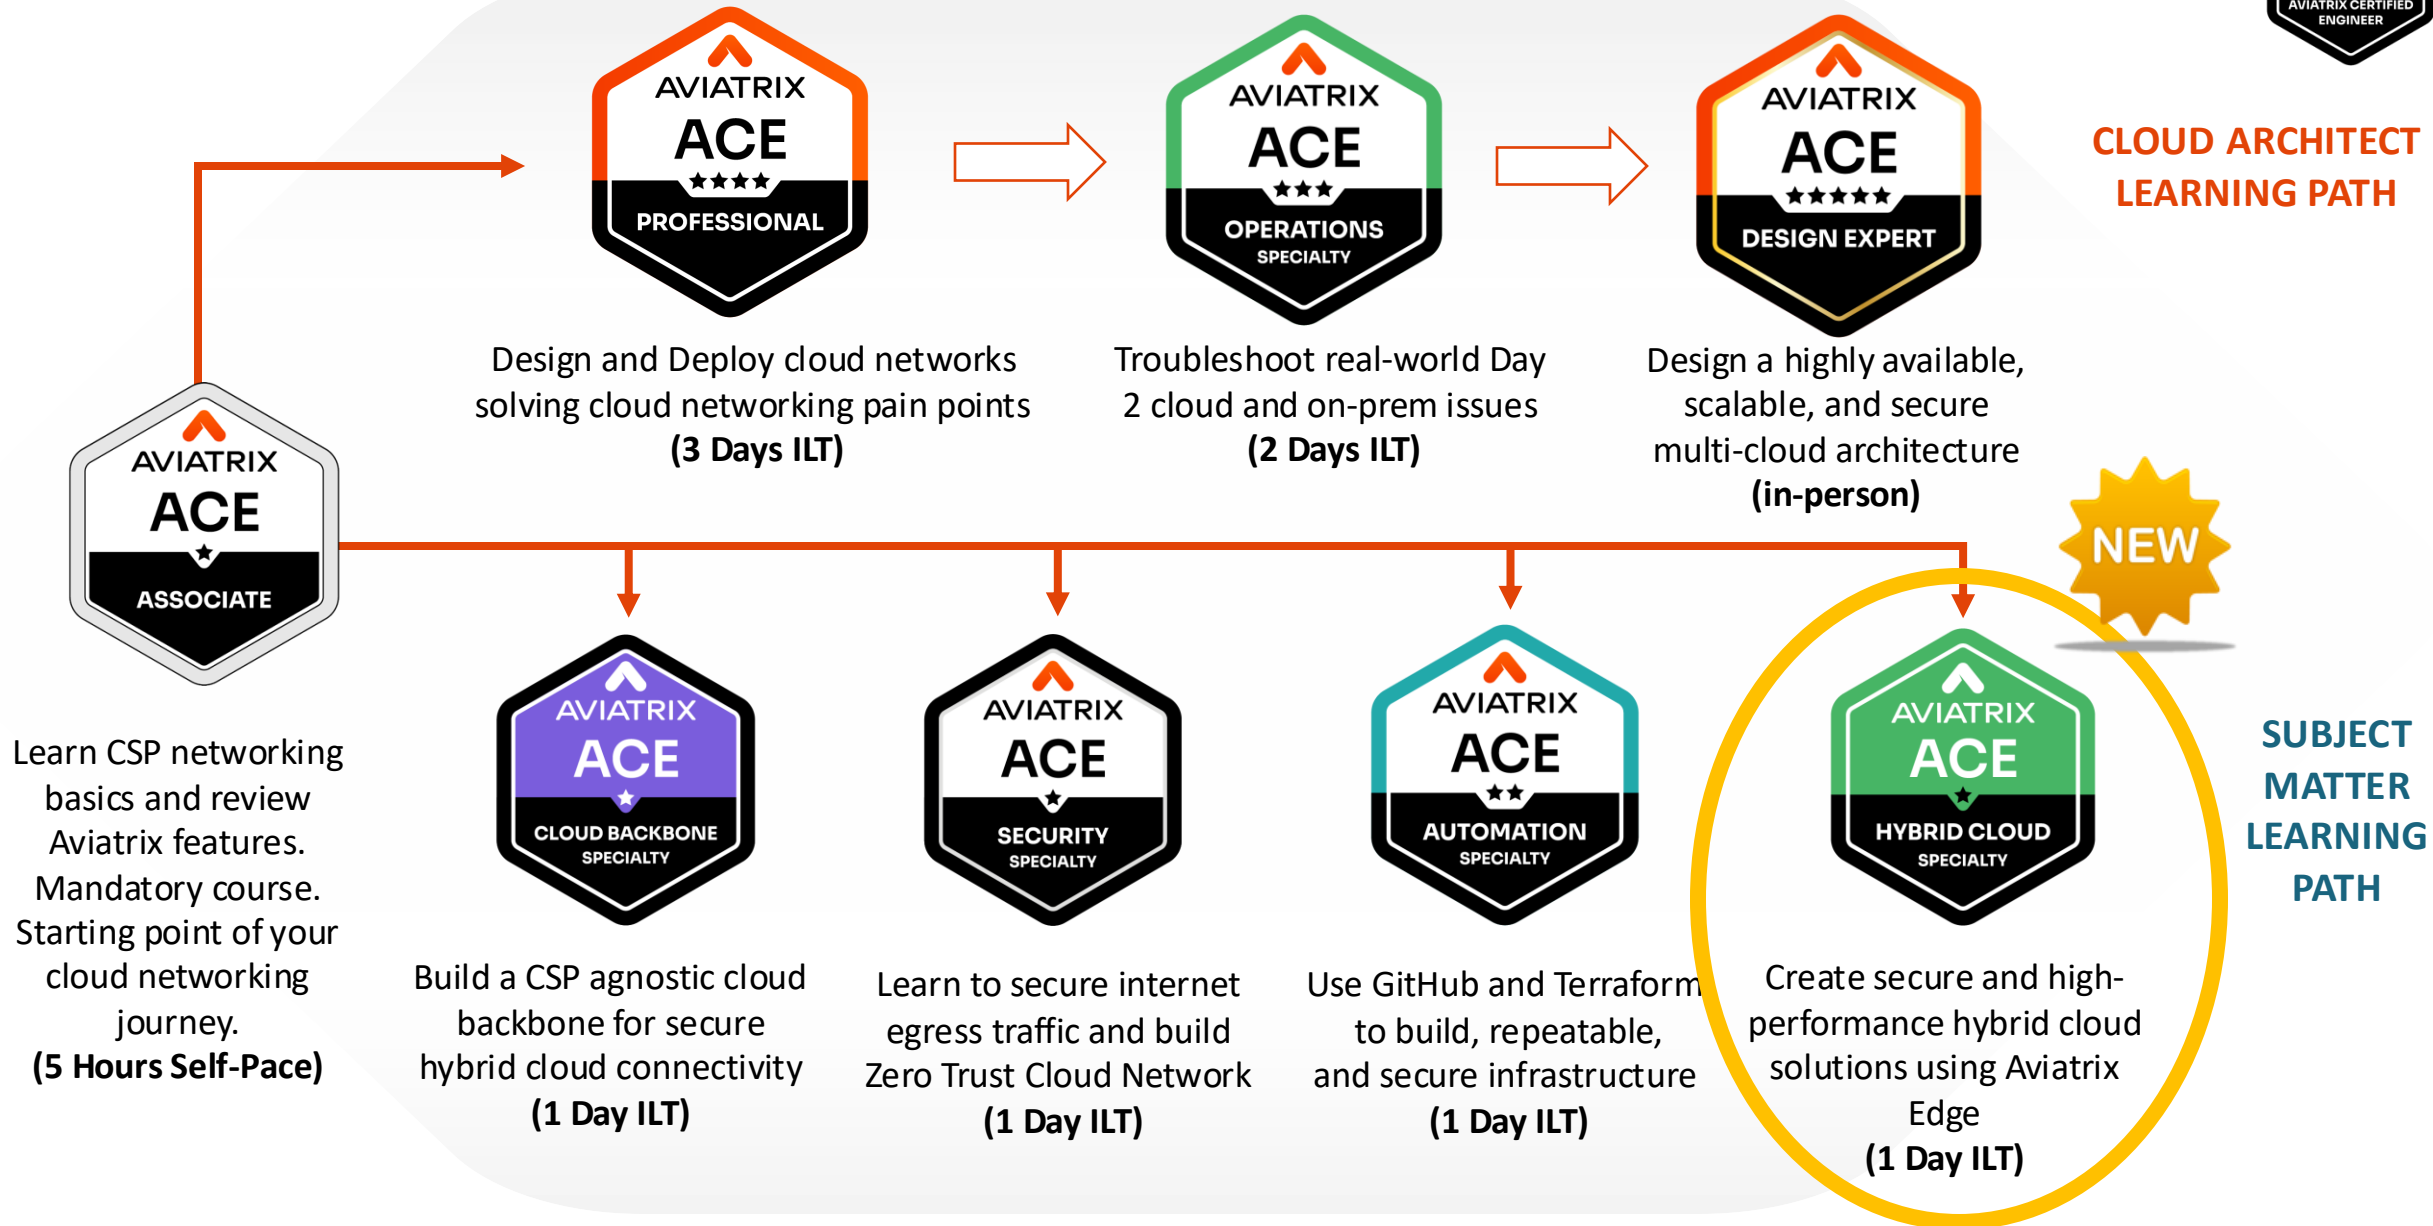 AVIATRIX CERTIFIED
ENGINEER
AVIATRIX
ACE
PROFESSIONAL
Design and Deploy cloud networks
solving cloud networking pain points
(3 Days ILT)
AVIATRIX
ACE
OPERATIONS
SPECIALTY
Troubleshoot real-world Day
2 cloud and on-prem issues
(2 Days ILT)
AVIATRIX
ACE
DESIGN EXPERT
Design a highly available,
scalable, and secure
multi-cloud architecture
(in-person)
CLOUD ARCHITECT
LEARNING PATH
AVIATRIX
ACE
ASSOCIATE
Learn CSP networking
basics and review
Aviatrix features.
Mandatory course.
Starting point of your
cloud networking
journey.
(5 Hours Self-Pace)
AVIATRIX
ACE
CLOUD BACKBONE
SPECIALTY
Build a CSP agnostic cloud
backbone for secure
hybrid cloud connectivity
(1 Day ILT)
AVIATRIX
ACE
SECURITY
SPECIALTY
Learn to secure internet
egress traffic and build
Zero Trust Cloud Network
(1 Day ILT)
AVIATRIX
ACE
AUTOMATION
SPECIALTY
Use GitHub and Terraform
to build, repeatable,
and secure infrastructure
(1 Day ILT)
NEW
AVIATRIX
ACE
HYBRID CLOUD
SPECIALTY
Create secure and high-
performance hybrid cloud
solutions using Aviatrix
Edge
(1 Day ILT)
SUBJECT
MATTER
LEARNING
PATH